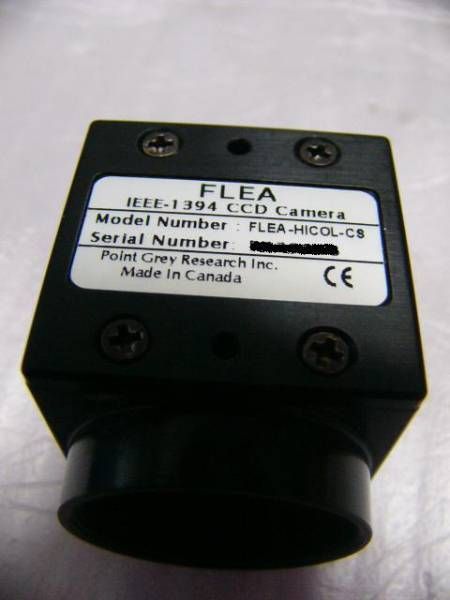 FLEA
IEEE-1394 CCD Camera
Model Number : FLEA-HICOL-CS
Serial Number:
Point Grey Research Inc.
Made In Canada
CE